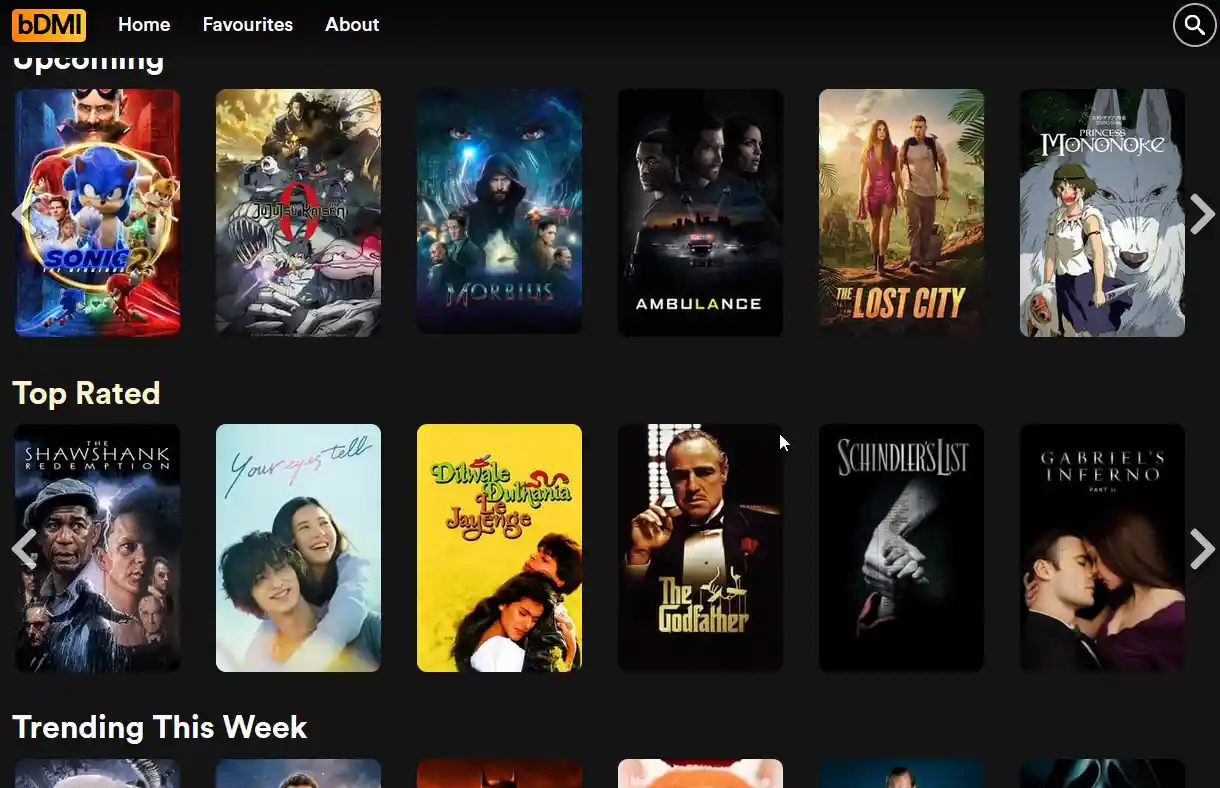 bDMI Home Favourites About
Upcoming
SONIC 2
JUJUTSU KAISEN
0
MORBIUS
AMBULANCE
THE LOST CITY
PRINCESS
MONONOKE
Top Rated
THE
SHAWSHANK
REDEMPTION
Your eyes tell
Dilwale
Dulhania
Le
Jayenge
The
Godfather
SCHINDLER'S LIST
GABRIEL'S
INFERNO
PART II
Trending This Week